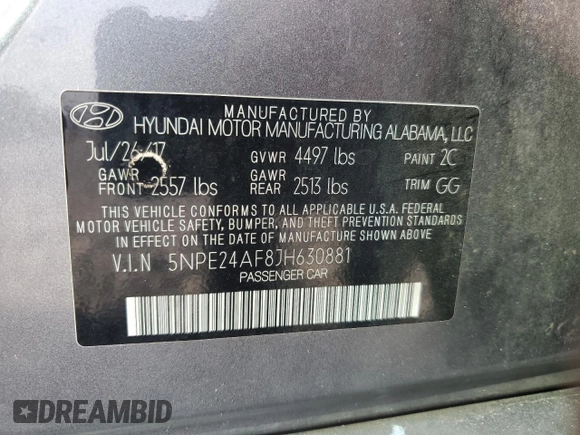 MANUFACTURED BY
HYUNDAI MOTOR MANUFACTURING ALABAMA, LLC
Jul/26/17 GVWR 4497 lbs PAINT 2C
GAWR FRONT 2557 lbs GAWR REAR 2513 lbs TRIM GG
THIS VEHICLE CONFORMS TO ALL APPLICABLE U.S.A. FEDERAL
MOTOR VEHICLE SAFETY, BUMPER, AND THEFT PREVENTION STANDARDS
IN EFFECT ON THE DATE OF MANUFACTURE SHOWN ABOVE.
V.I.N 5NPE24AF8JH630881
PASSENGER CAR
DREAMBID